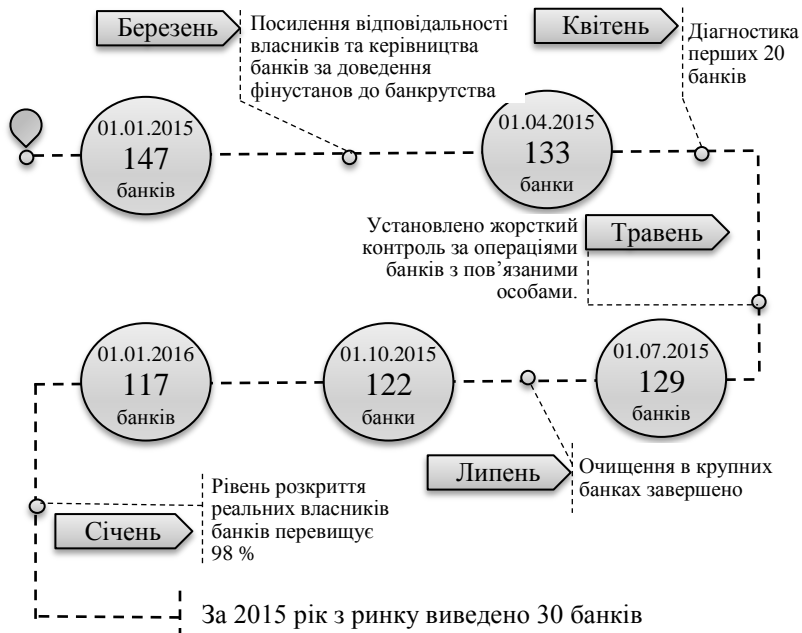 Березень
Посилення відповідальності
власників та керівництва
банків за доведення
фінустанов до банкрутства
Квітень
Діагностика
перших 20
банків
01.01.2015
147
банків
01.04.2015
133
банки
Установлено жорсткий
контроль за операціями
банків з пов’язаними
особами.
Травень
01.01.2016
117
банків
01.10.2015
122
банки
01.07.2015
129
банків
Липень
Очищення в крупних
банках завершено
Січень
Рівень розкриття
реальних власників
банків перевищує
98 %
За 2015 рік з ринку виведено 30 банків